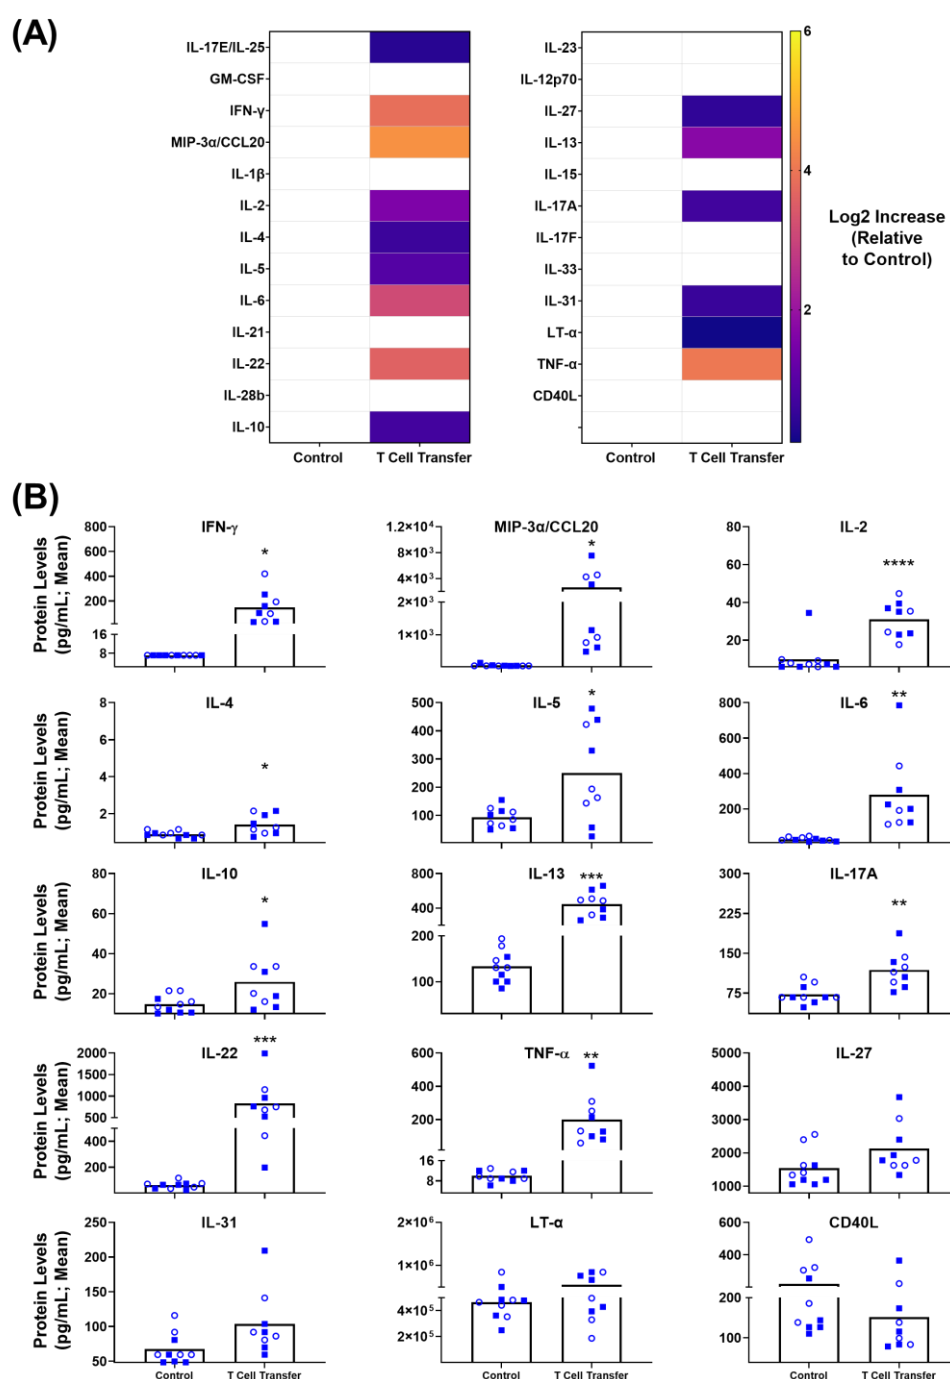 (A)
IL-17E/IL-25
GM-CSF
IFN-γ
MIP-3α/CCL20
IL-1β
IL-2
IL-4
IL-5
IL-6
IL-21
IL-22
IL-28b
IL-10
Control T Cell Transfer
IL-23
IL-12p70
IL-27
IL-13
IL-15
IL-17A
IL-17F
IL-33
IL-31
LT-α
TNF-α
CD40L
Control T Cell Transfer
6
4
2
Log2 Increase
(Relative
to Control)
(B)
Protein Levels
(pg/mL; Mean)
IFN-γ
800
600
400
200
16
8
*
MIP-3α/CCL20
1.2×10⁴
8×10³
4×10³
2×10³
1×10³
*
IL-2
80
60
40
20
****
Protein Levels
(pg/mL; Mean)
IL-4
8
6
4
2
*
IL-5
500
400
300
200
100
*
IL-6
800
600
400
200
**
Protein Levels
(pg/mL; Mean)
IL-10
80
60
40
20
*
IL-13
800
400
200
100
***
IL-17A
300
225
150
75
**
Protein Levels
(pg/mL; Mean)
IL-22
2000
1500
1000
500
400
200
***
TNF-α
600
400
200
16
8
**
IL-27
5000
4000
3000
2000
1000
Protein Levels
(pg/mL; Mean)
IL-31
250
200
150
100
50
Control T Cell Transfer
LT-α
2×10⁶
1×10⁶
4×10⁵
2×10⁵
Control T Cell Transfer
CD40L
600
400
200
100
Control T Cell Transfer